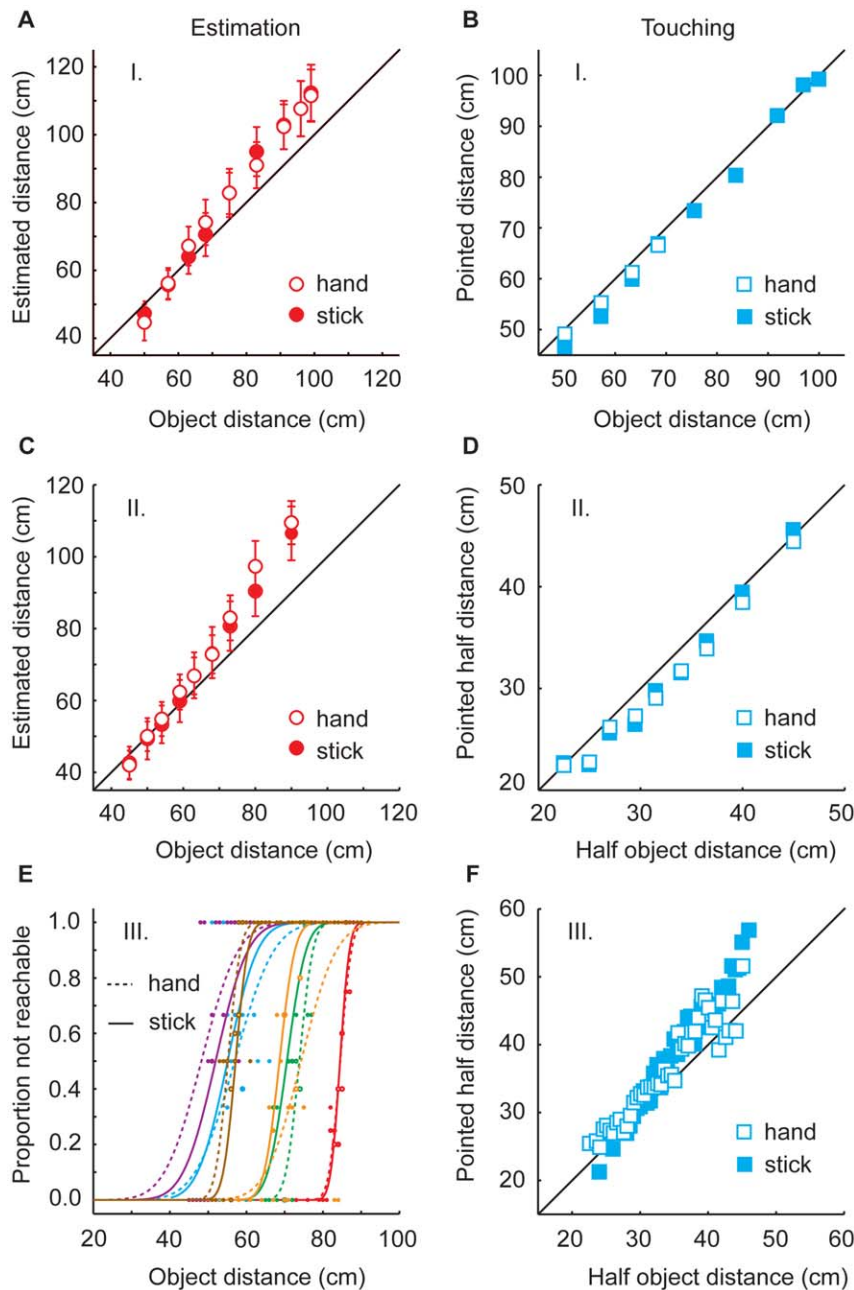 A
Estimation
I.
Estimated distance (cm)
120
100
80
60
40
hand
stick
40 60 80 100 120
Object distance (cm)
B
Touching
I.
Pointed distance (cm)
100
90
80
70
60
50
hand
stick
50 60 70 80 90 100
Object distance (cm)
C
II.
Estimated distance (cm)
120
100
80
60
40
hand
stick
40 60 80 100 120
Object distance (cm)
D
II.
Pointed half distance (cm)
50
40
30
20
hand
stick
20 30 40 50
Half object distance (cm)
E
III.
hand
stick
Proportion not reachable
1.0
0.8
0.6
0.4
0.2
0.0
20 40 60 80 100
Object distance (cm)
F
III.
Pointed half distance (cm)
60
50
40
30
20
hand
stick
20 30 40 50 60
Half object distance (cm)